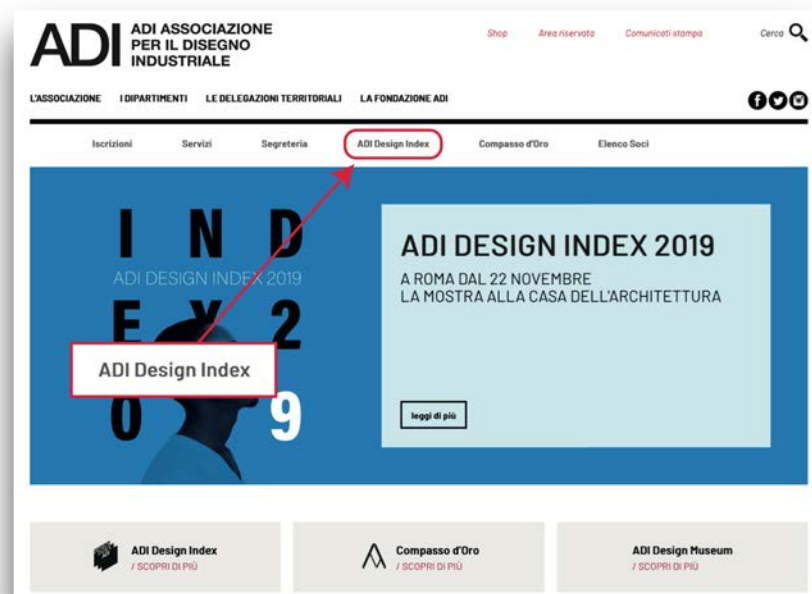 ADI
ADI ASSOCIAZIONE
PER IL DISEGNO
INDUSTRIALE
Shop
Area riservata
Comunicati stampa
Cerca
L'ASSOCIAZIONE
I DIPARTIMENTI
LE DELEGAZIONI TERRITORIALI
LA FONDAZIONE ADI
Iscrizioni
Servizi
Segreteria
ADI Design Index
Compasso d'Oro
Elenco Soci
I N D
ADI DESIGN INDEX 2019
E X 2
0 9
ADI Design Index
ADI DESIGN INDEX 2019
A ROMA DAL 22 NOVEMBRE
LA MOSTRA ALLA CASA DELL'ARCHITETTURA
leggi di più
ADI Design Index
/ SCOPRI DI PIÙ
Compasso d'Oro
/ SCOPRI DI PIÙ
ADI Design Museum
/ SCOPRI DI PIÙ